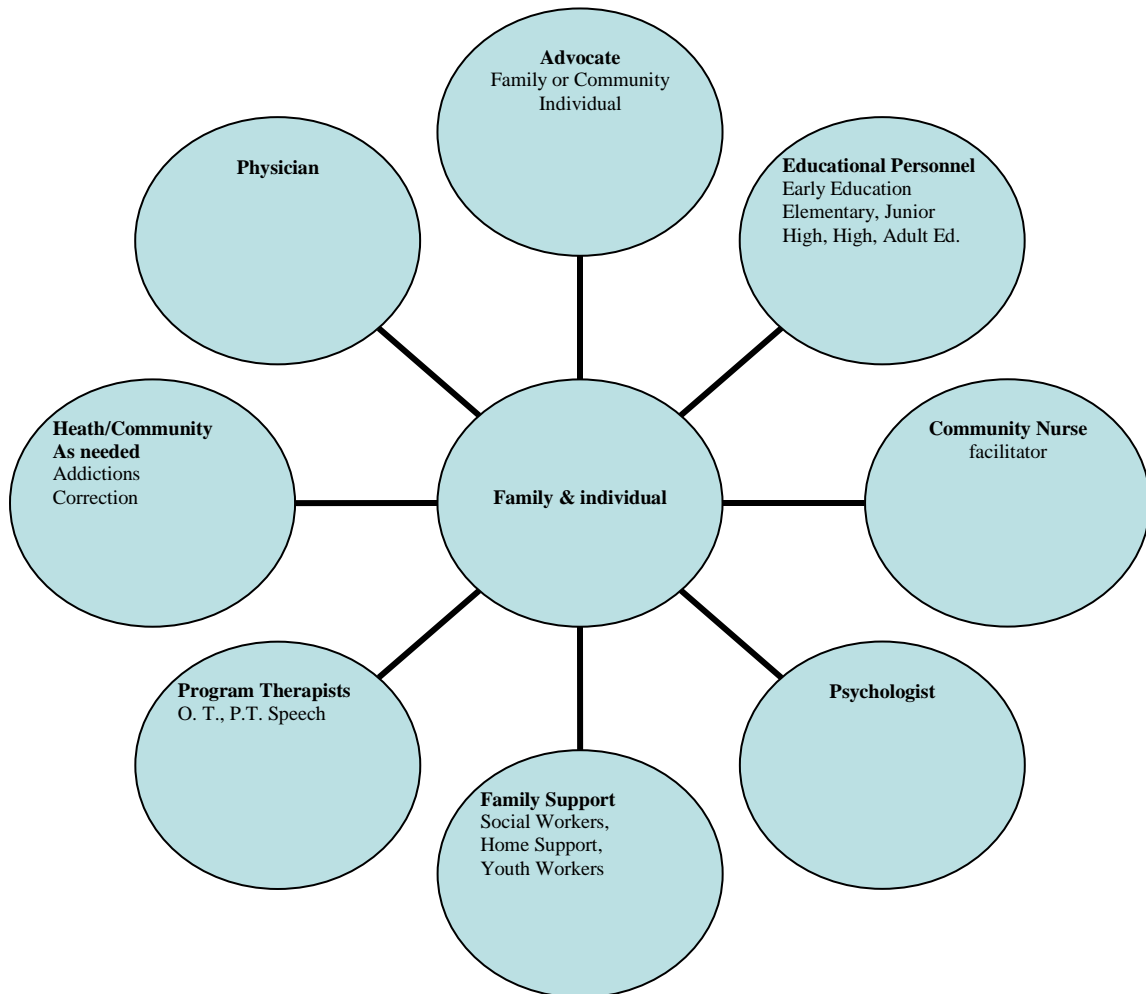 Advocate
Family or Community
Individual
Physician
Educational Personnel
Early Education
Elementary, Junior
High, High, Adult Ed.
Heath/Community
As needed
Addictions
Correction
Family & individual
Community Nurse
facilitator
Program Therapists
O. T., P.T. Speech
Psychologist
Family Support
Social Workers,
Home Support,
Youth Workers